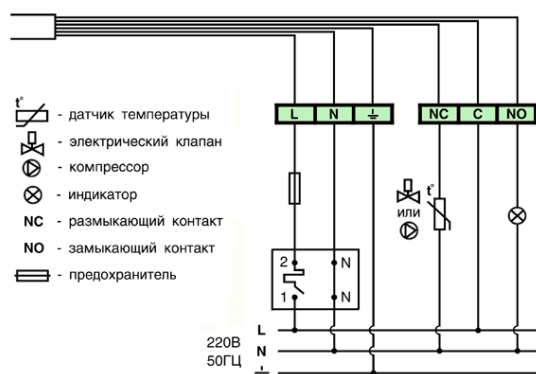 L N NC C NO
t° - датчик температуры
- электрический клапан
- компрессор
- индикатор
NC - размыкающий контакт
NO - замыкающий контакт
- предохранитель
t°
или
2 N
1 N
220В
50ГЦ
L
N